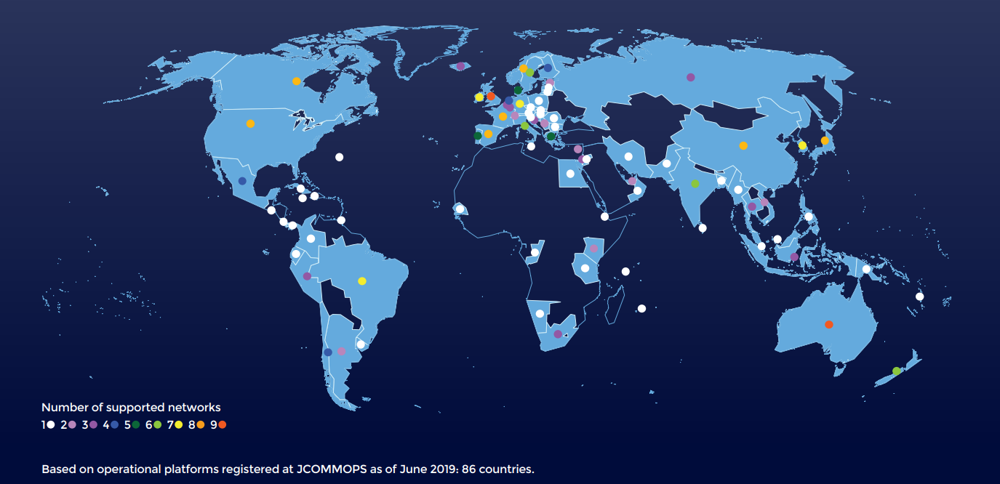 Number of supported networks
1 2 3 4 5 6 7 8 9
Based on operational platforms registered at JCOMMOPS as of June 2019: 86 countries.